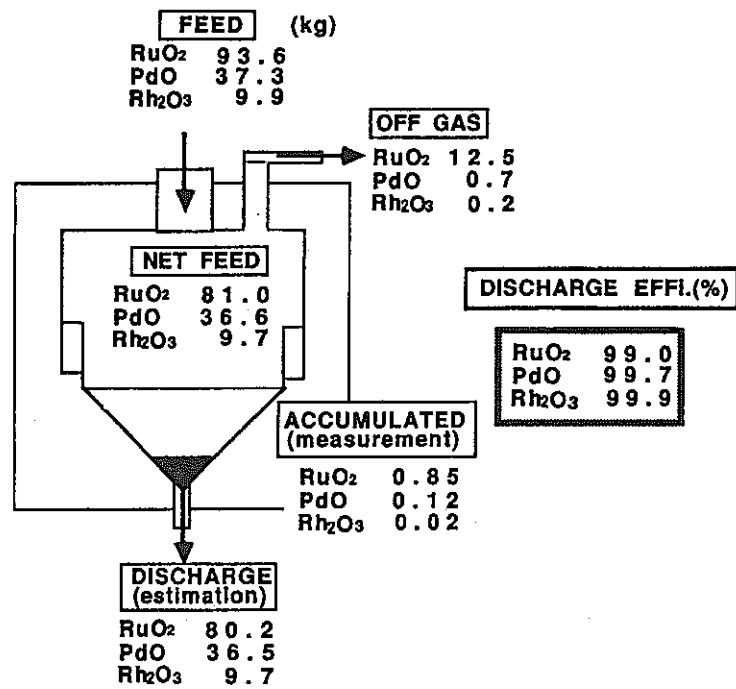 FEED (kg)
RuO₂ 93.6
PdO 37.3
Rh₂O₃ 9.9
OFF GAS
RuO₂ 12.5
PdO 0.7
Rh₂O₃ 0.2
NET FEED
RuO₂ 81.0
PdO 36.6
Rh₂O₃ 9.7
DISCHARGE EFFI.(%)
RuO₂ 99.0
PdO 99.7
Rh₂O₃ 99.9
ACCUMULATED
(measurement)
RuO₂ 0.85
PdO 0.12
Rh₂O₃ 0.02
DISCHARGE
(estimation)
RuO₂ 80.2
PdO 36.5
Rh₂O₃ 9.7